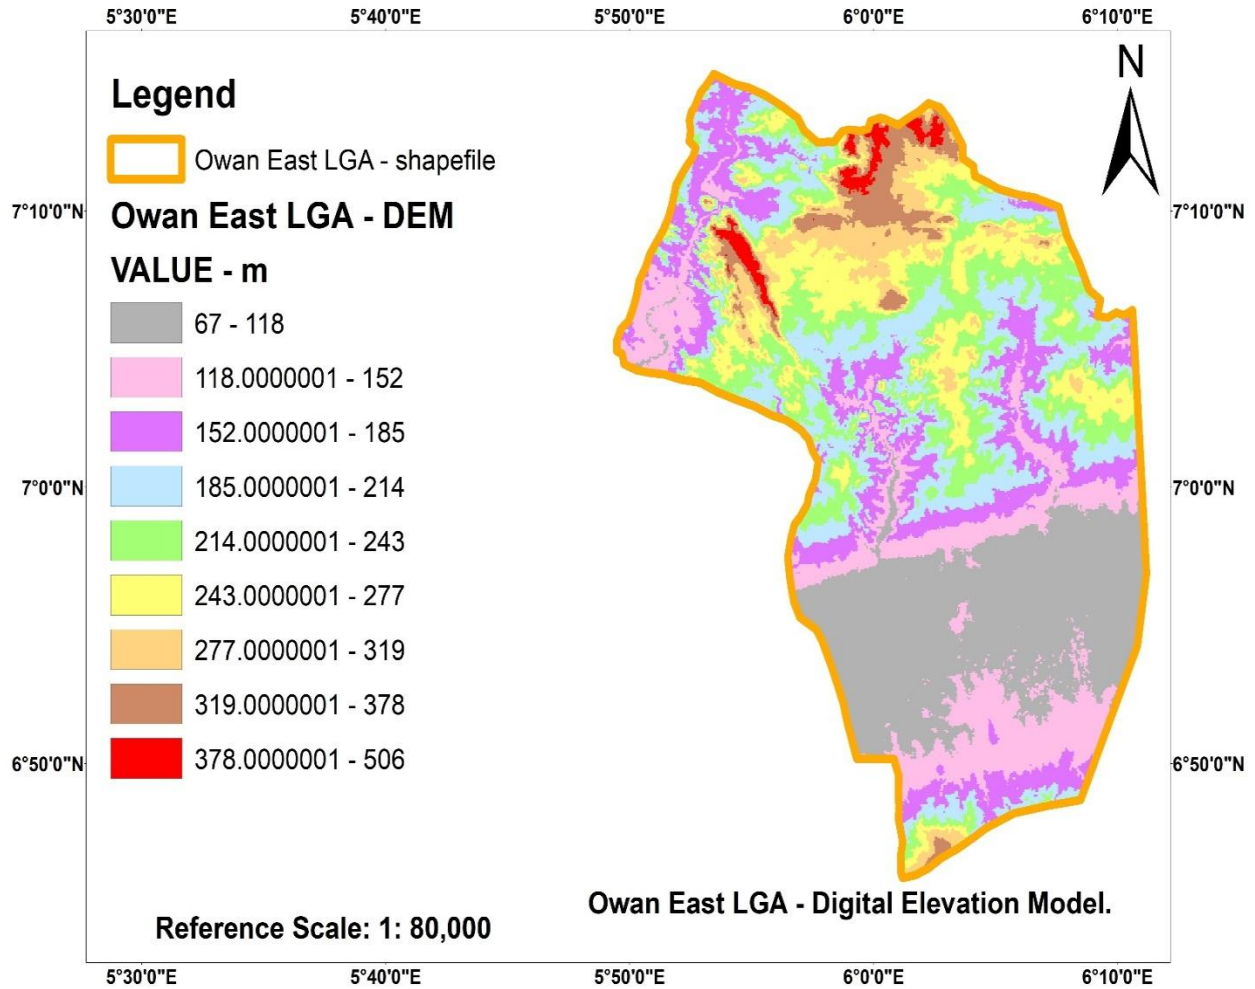 5°30'0"E 5°40'0"E 5°50'0"E 6°0'0"E 6°10'0"E
N
Legend
Owan East LGA - shapefile
7°10'0"N 7°10'0"N
Owan East LGA - DEM
VALUE - m
67 - 118
118.0000001 - 152
152.0000001 - 185
7°0'0"N 7°0'0"N
185.0000001 - 214
214.0000001 - 243
243.0000001 - 277
277.0000001 - 319
319.0000001 - 378
378.0000001 - 506
6°50'0"N 6°50'0"N
Owan East LGA - Digital Elevation Model.
Reference Scale: 1: 80,000
5°30'0"E 5°40'0"E 5°50'0"E 6°0'0"E 6°10'0"E